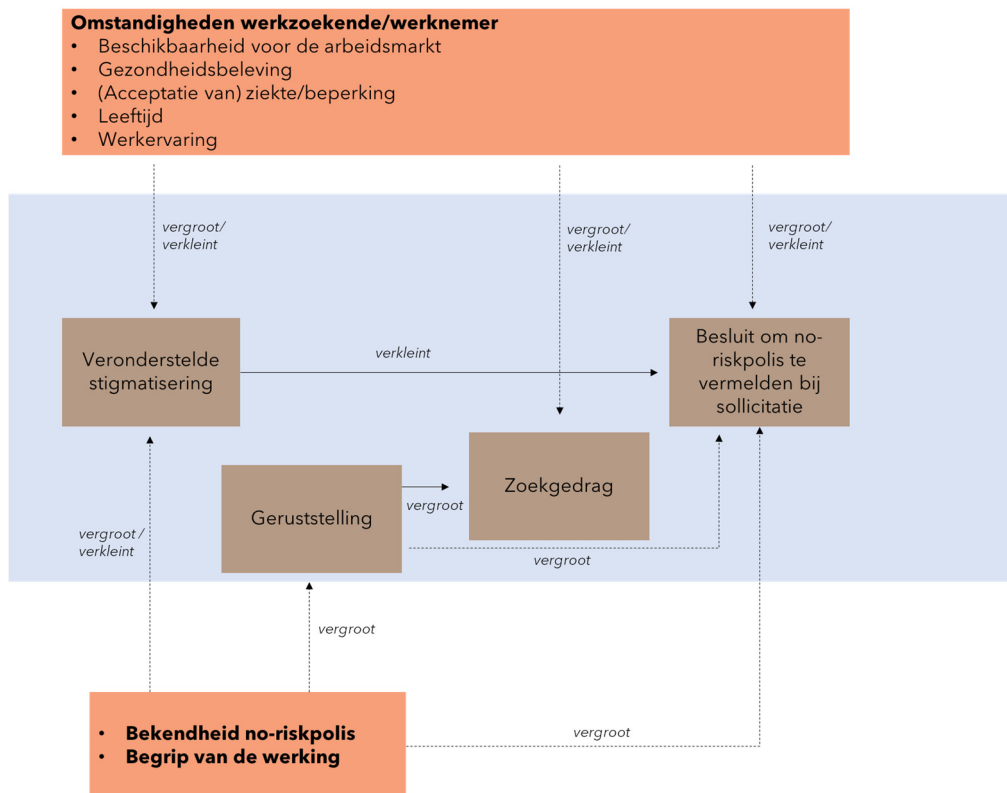 Omstandigheden werkzoekende/werknemer
• Beschikbaarheid voor de arbeidsmarkt
• Gezondheidsbeleving
• (Acceptatie van) ziekte/beperking
• Leeftijd
• Werkervaring
vergroot/
verkleint
vergroot/
verkleint
vergroot/
verkleint
Veronderstelde
stigmatisering
verkleint
Besluit om no-
riskpolis te
vermelden bij
sollicitatie
Geruststelling
vergroot
Zoekgedrag
vergroot /
verkleint
vergroot
vergroot
• Bekendheid no-riskpolis
• Begrip van de werking
vergroot